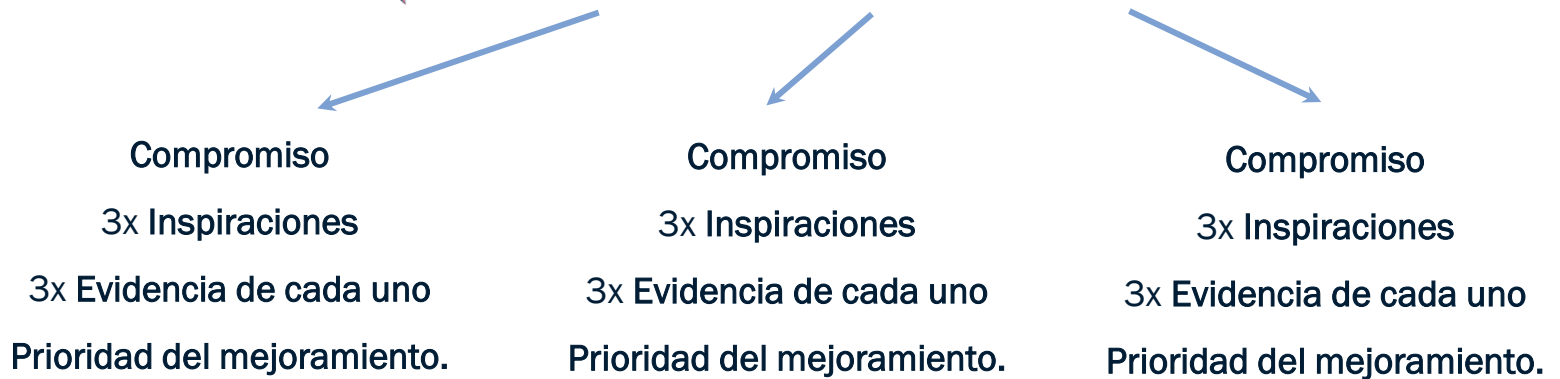 Compromiso
3x Inspiraciones
3x Evidencia de cada uno
Prioridad del mejoramiento.
Compromiso
3x Inspiraciones
3x Evidencia de cada uno
Prioridad del mejoramiento.
Compromiso
3x Inspiraciones
3x Evidencia de cada uno
Prioridad del mejoramiento.